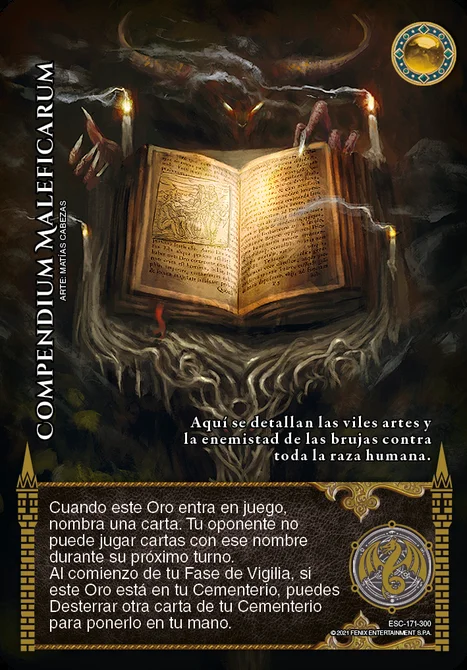 COMPENDIUM MALEFICARUM
ARTE: MATÍAS CABEZAS
Aquí se detallan las viles artes y
la enemistad de las brujas contra
toda la raza humana.
Cuando este Oro entra en juego,
nombra una carta. Tu oponente no
puede jugar cartas con ese nombre
durante su próximo turno.
Al comienzo de tu Fase de Vigilia, si
este Oro está en tu Cementerio, puedes
Desterrar otra carta de tu Cementerio
para ponerlo en tu mano.
ESC-171-300
© 2021 FENIX ENTERTAINMENT S.P.A.